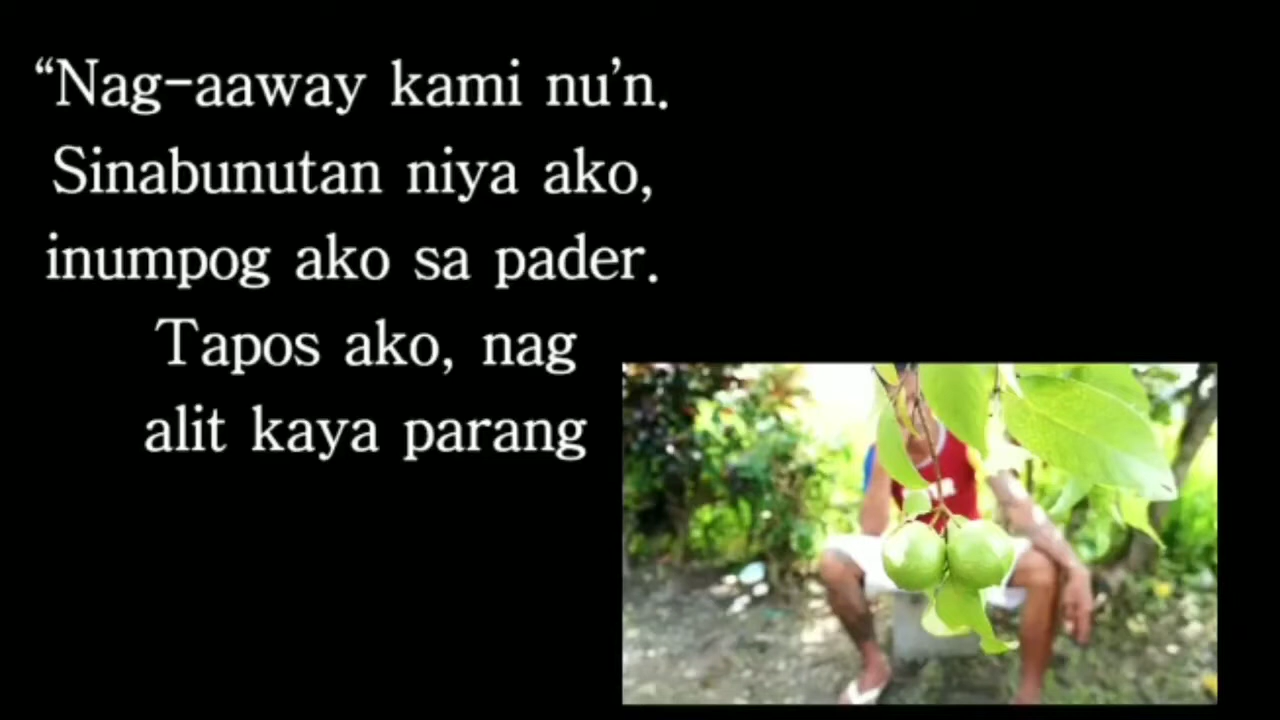 “Nag-aaway kami nu’n.
Sinabunutan niya ako,
inumpog ako sa pader.
Tapos ako, nag
alit kaya parang